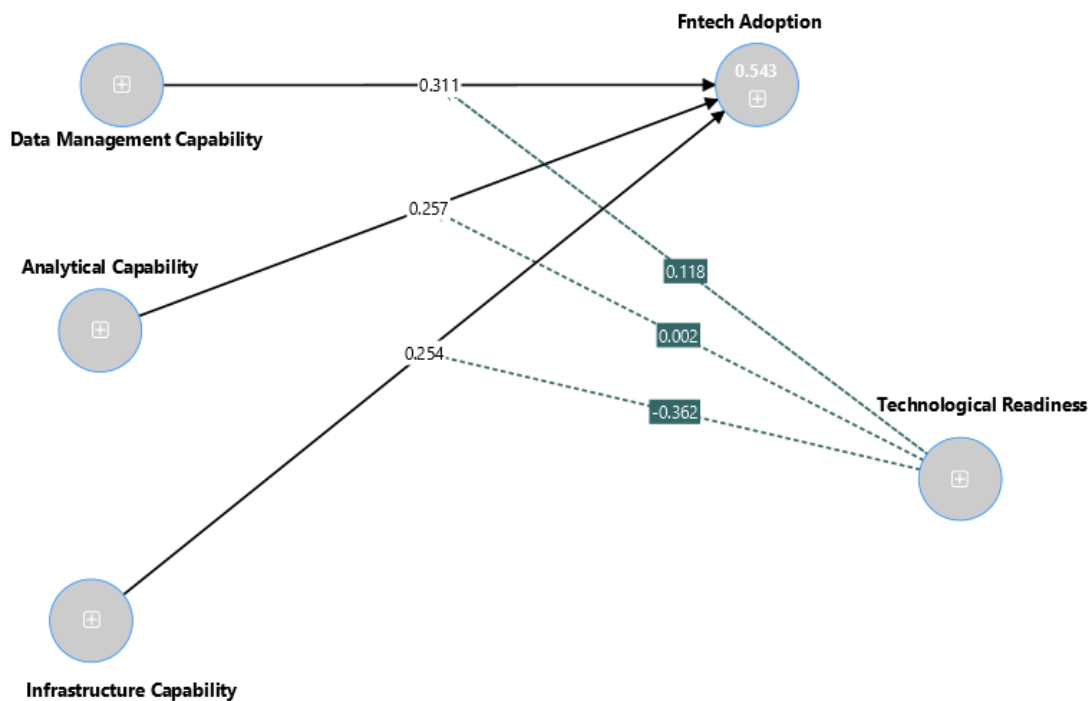 Fntech Adoption
0.543
0.311
Data Management Capability
0.257
Analytical Capability
0.118
0.002
0.254
-0.362
Technological Readiness
Infrastructure Capability